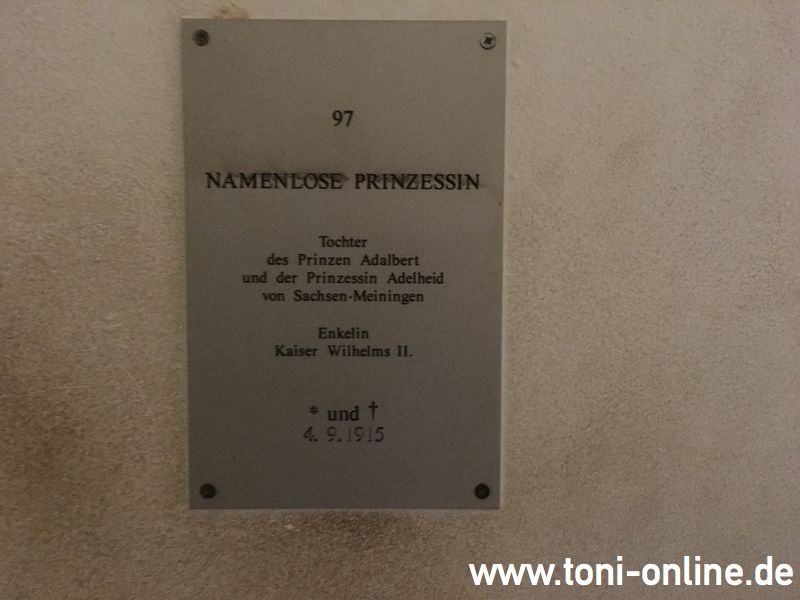 97
NAMENLOSE PRINZESSIN
Tochter
des Prinzen Adalbert
und der Prinzessin Adelheid
von Sachsen-Meiningen
Enkelin
Kaiser Wilhelms II.
* und †
4. 9. 1915
www.toni-online.de